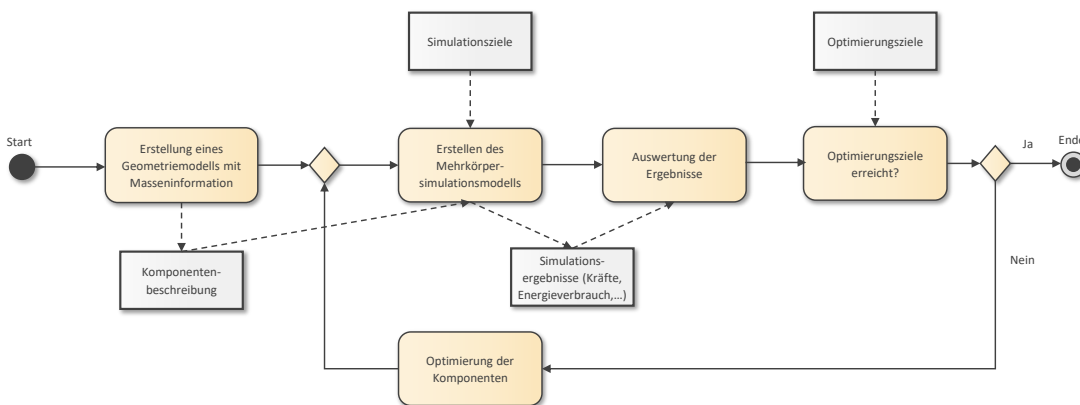 Simulationsziele
Optimierungsziele
Start
Erstellung eines
Geometriemodells mit
Masseninformation
Erstellen des
Mehrkörper-
simulationsmodells
Auswertung der
Ergebnisse
Optimierungsziele
erreicht?
Ja
Ende
Komponenten-
beschreibung
Simulations-
ergebnisse (Kräfte,
Energieverbrauch,...)
Nein
Optimierung der
Komponenten